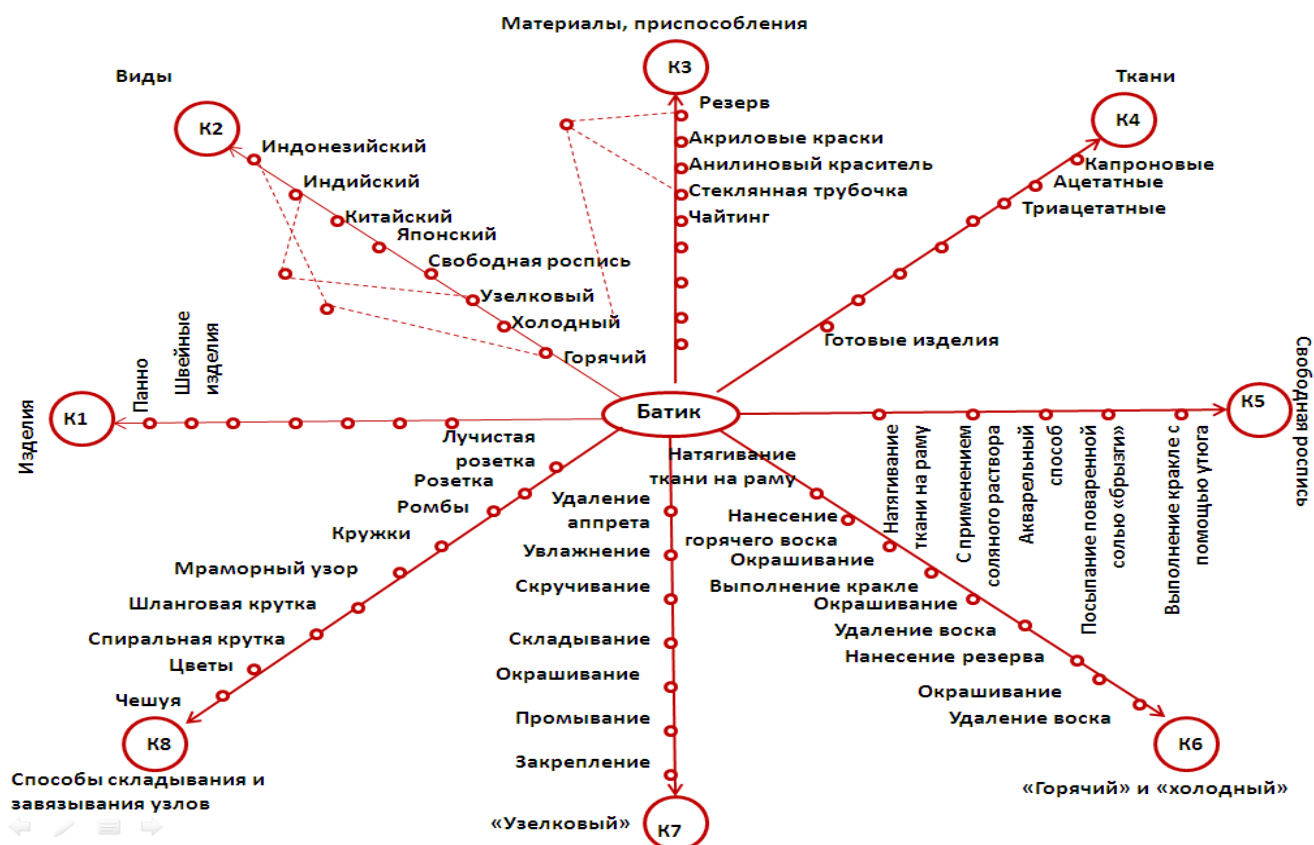 Материалы, приспособления
К3
Виды
Ткани
К2
К4
Резерв
Акриловые краски
Анилиновый краситель
Стеклянная трубочка
Чайтинг
Индонезийский
Индийский
Китайский
Японский
Свободная роспись
Узелковый
Холодный
Горячий
Капроновые
Ацетатные
Триацетатные
Готовые изделия
Изделия
К1
Панно
Швейные
изделия
Батик
К5
Свободная роспись
Натягивание
ткани на раму
С применением
соляного раствора
Акварельный
способ
Посыпание поваренной
солью «брызги»
Выполнение кракле с
помощью утюга
Лучистая
розетка
Розетка
Ромбы
Кружки
Мраморный узор
Шланговая крутка
Спиральная крутка
Цветы
Чешуя
К8
Способы складывания и
завязывания узлов
Удаление
аппрета
Увлажнение
Скручивание
Складывание
Окрашивание
Промывание
Закрепление
«Узелковый»
К7
Натягивание
ткани на раму
Нанесение
горячего воска
Окрашивание
Выполнение кракле
Окрашивание
Удаление воска
Нанесение резерва
Окрашивание
Удаление воска
К6
«Горячий» и «холодный»